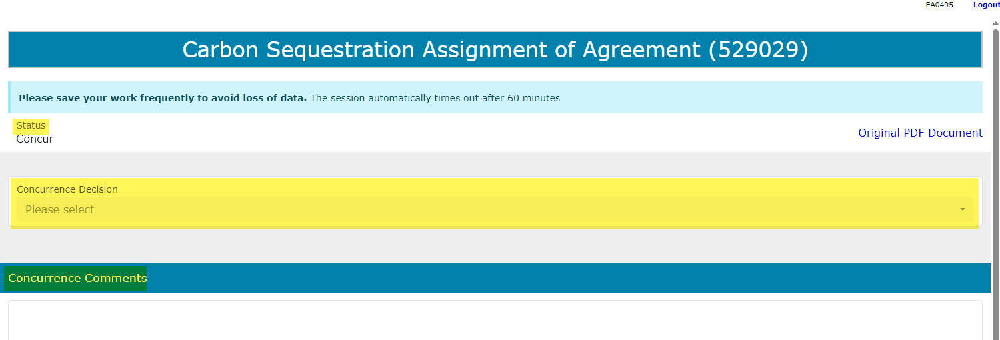 EA0495 Logout
Carbon Sequestration Assignment of Agreement (529029)
Please save your work frequently to avoid loss of data. The session automatically times out after 60 minutes
Status
Concur
Original PDF Document
Concurrence Decision
Please select
Concurrence Comments